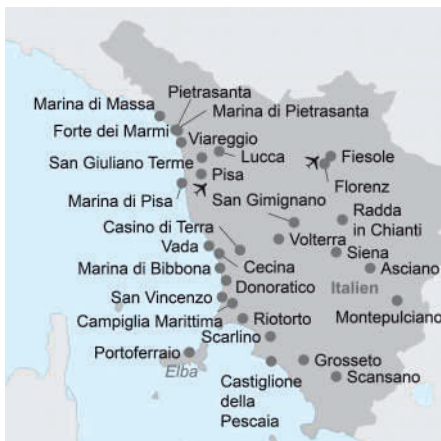 Pietrasanta
Marina di Massa
Marina di Pietrasanta
Forte dei Marmi
Viareggio
Lucca
Fiesole
San Giuliano Terme
Pisa
Florenz
Marina di Pisa
San Gimignano
Radda
in Chianti
Casino di Terra
Volterra
Vada
Siena
Cecina
Asciano
Marina di Bibbona
Donoratico
Italien
San Vincenzo
Montepulciano
Campiglia Marittima
Riotorto
Scarlino
Portoferraio
Grosseto
Elba
Scansano
Castiglione
della
Pescaia